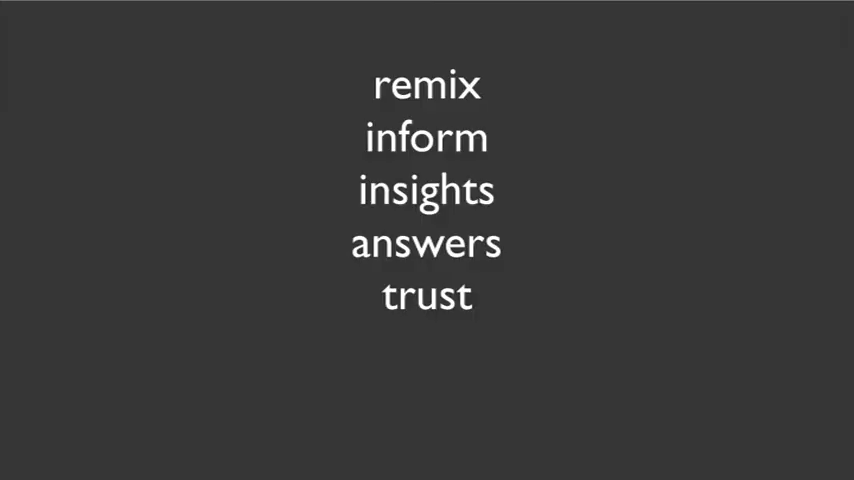 remix
inform
insights
answers
trust